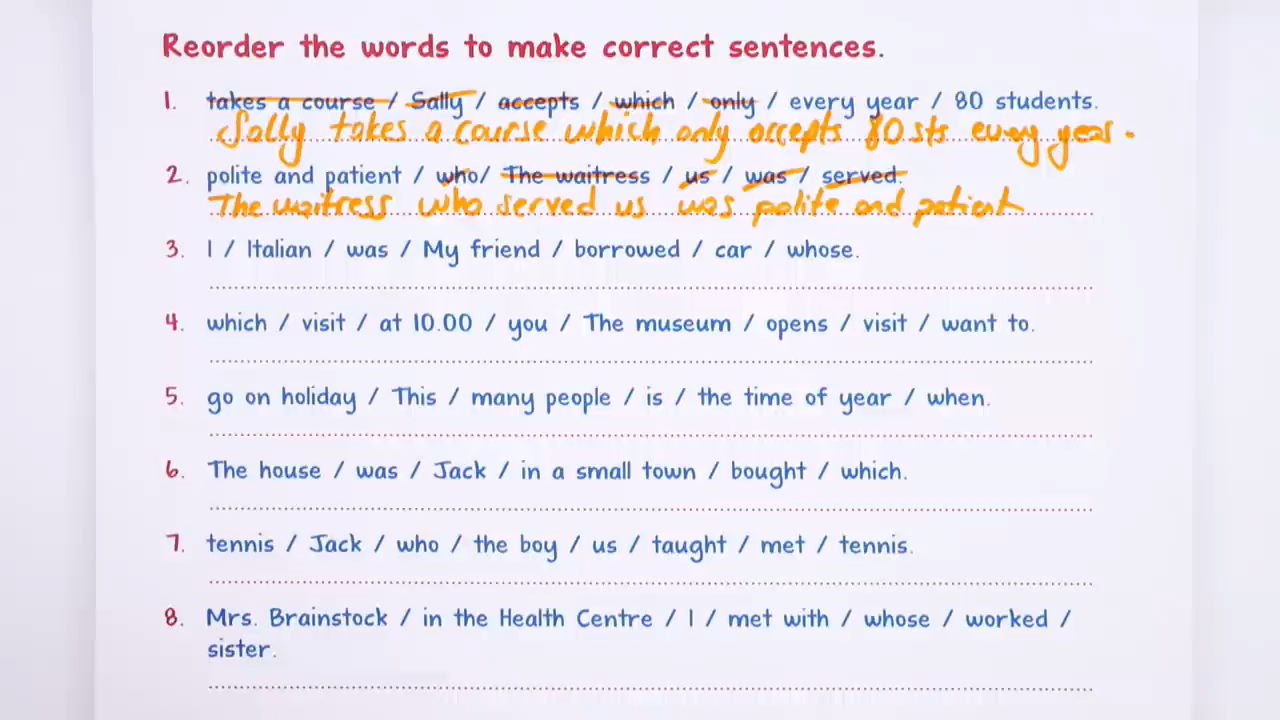 Reorder the words to make correct sentences.
1. takes a course / Sally / accepts / which / only / every year / 80 students.
Sally takes a course which only accepts 80 sts every year.
2. polite and patient / who/ The waitress / us / was / served.
The waitress who served us was polite and patient
3. I / Italian / was / My friend / borrowed / car / whose.
4. which / visit / at 10.00 / you / The museum / opens / visit / want to.
5. go on holiday / This / many people / is / the time of year / when.
6. The house / was / Jack / in a small town / bought / which.
7. tennis / Jack / who / the boy / us / taught / met / tennis.
8. Mrs. Brainstock / in the Health Centre / I / met with / whose / worked /
sister.